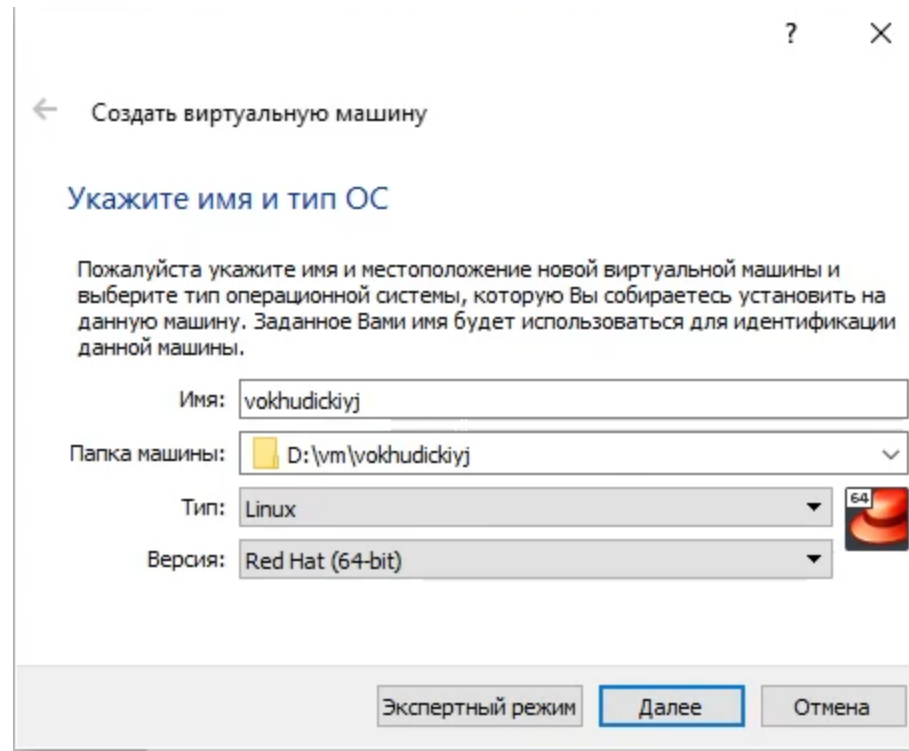 ?
Создать виртуальную машину
Укажите имя и тип ОС
Пожалуйста укажите имя и местоположение новой виртуальной машины и
выберите тип операционной системы, которую Вы собираетесь установить на
данную машину. Заданное Вами имя будет использоваться для идентификации
данной машины.
Имя: vokhudickiyj
Папка машины: D:\vm\vokhudickiyj
Тип: Linux
64
Версия: Red Hat (64-bit)
Экспертный режим Далее Отмена